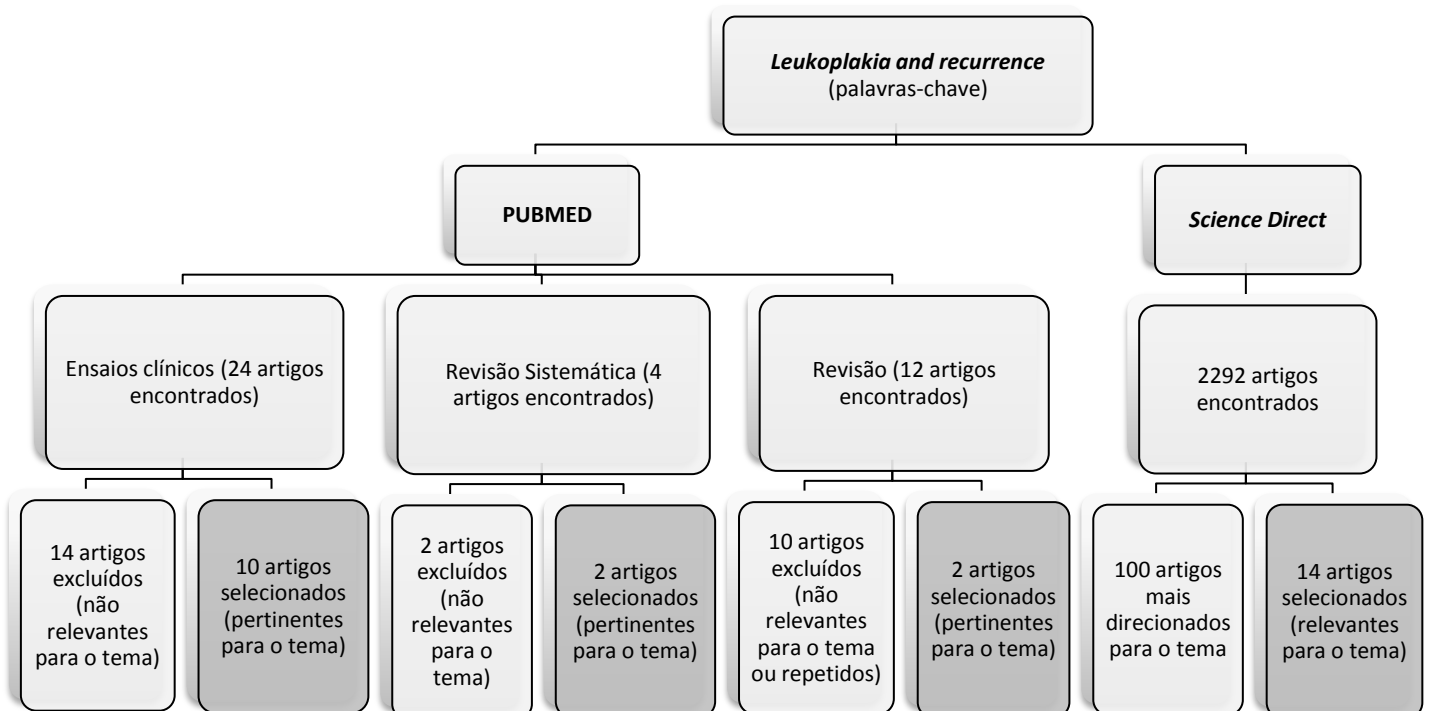 Leukoplakia and recurrence
(palavras-chave)
PUBMED
Science Direct
Ensaios clínicos (24 artigos
encontrados)
Revisão Sistemática (4
artigos encontrados)
Revisão (12 artigos
encontrados)
2292 artigos
encontrados
14 artigos
excluídos
(não
relevantes
para o tema)
10 artigos
selecionados
(pertinentes
para o tema)
2 artigos
excluídos
(não
relevantes
para o
tema)
2 artigos
selecionados
(pertinentes
para o tema)
10 artigos
excluídos
(não
relevantes
para o tema
ou repetidos)
2 artigos
selecionados
(pertinentes
para o tema)
100 artigos
mais
direcionados
para o tema
14 artigos
selecionados
(relevantes
para o tema)